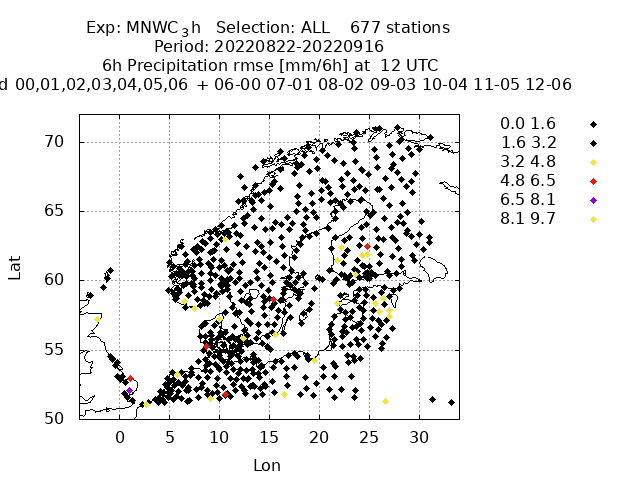 Exp: MNWC_3h   Selection: ALL    677 stations
Period: 20220822-20220916
6h Precipitation rmse [mm/6h] at  12 UTC
d 00,01,02,03,04,05,06  + 06-00 07-01 08-02 09-03 10-04 11-05 12-06
0.0 1.6
1.6 3.2
3.2 4.8
4.8 6.5
6.5 8.1
8.1 9.7
70
65
60
55
50
Lat
0 5 10 15 20 25 30
Lon